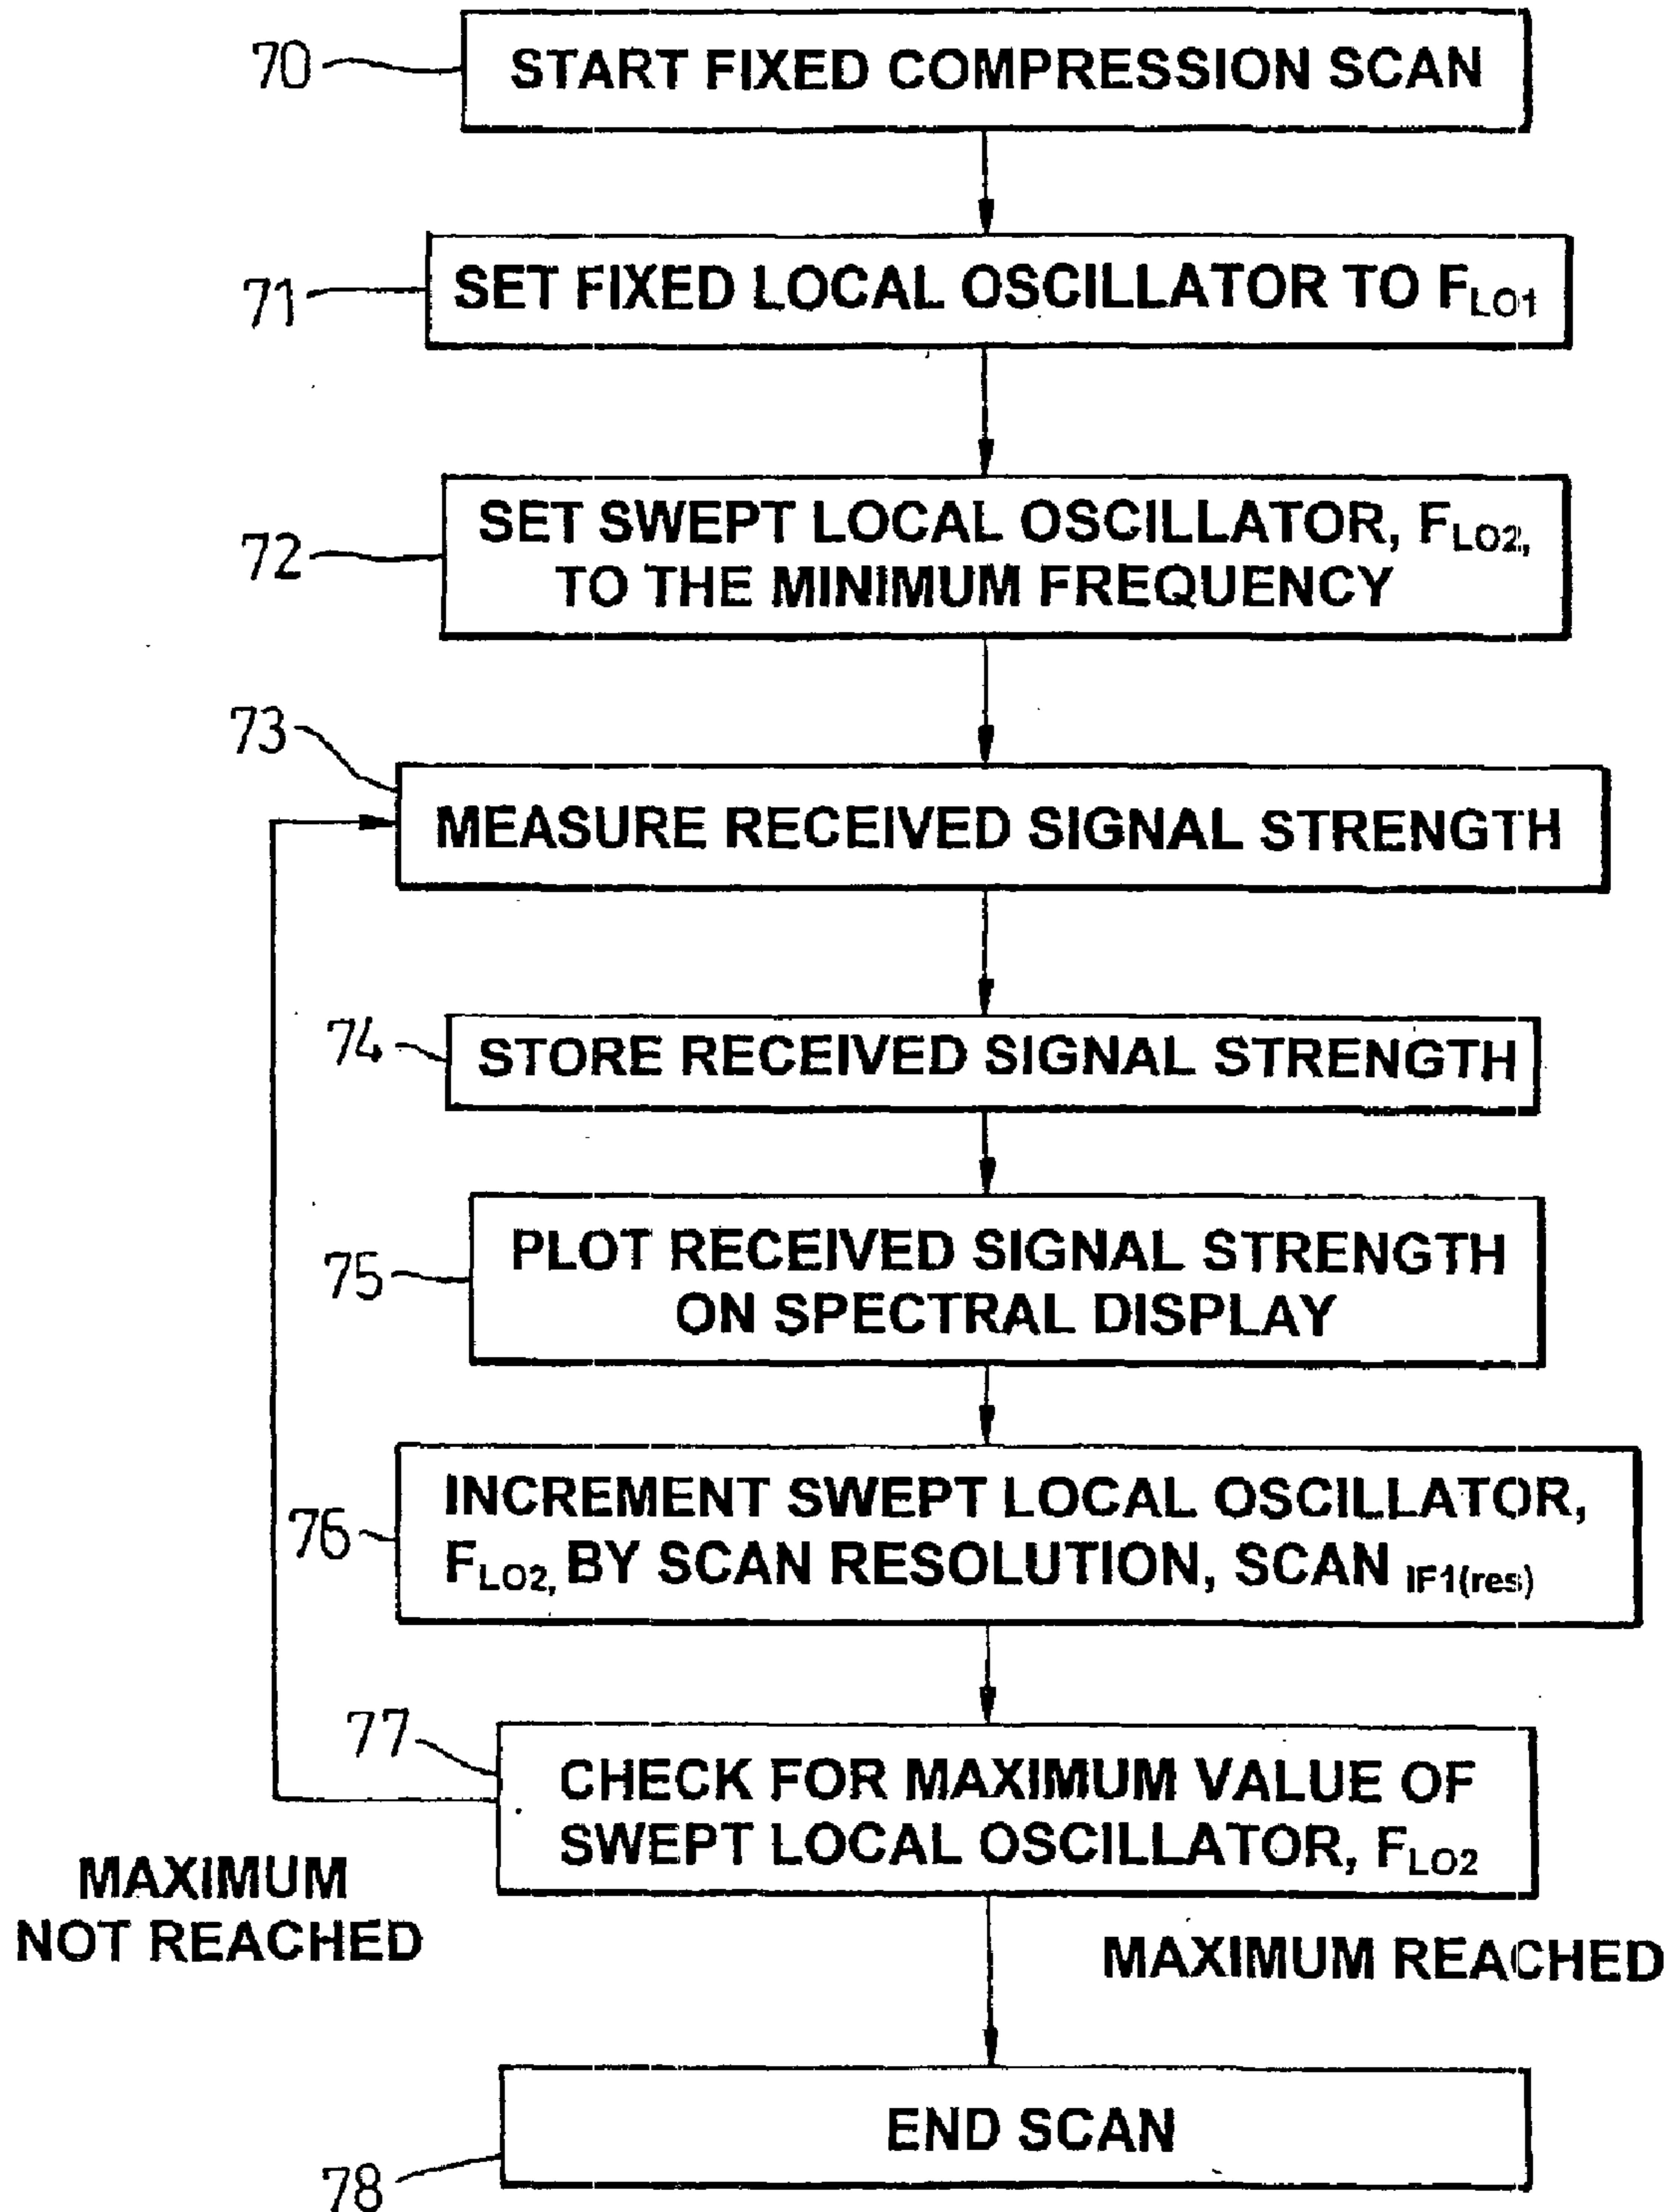 70
START FIXED COMPRESSION SCAN
71
SET FIXED LOCAL OSCILLATOR TO FLO1
72
SET SWEPT LOCAL OSCILLATOR, FLO2,
TO THE MINIMUM FREQUENCY
73
MEASURE RECEIVED SIGNAL STRENGTH
74
STORE RECEIVED SIGNAL STRENGTH
75
PLOT RECEIVED SIGNAL STRENGTH
ON SPECTRAL DISPLAY
76
INCREMENT SWEPT LOCAL OSCILLATOR,
FLO2, BY SCAN RESOLUTION, SCAN IF1(res)
77
CHECK FOR MAXIMUM VALUE OF
SWEPT LOCAL OSCILLATOR, FLO2
MAXIMUM
NOT REACHED
MAXIMUM REACHED
END SCAN
78